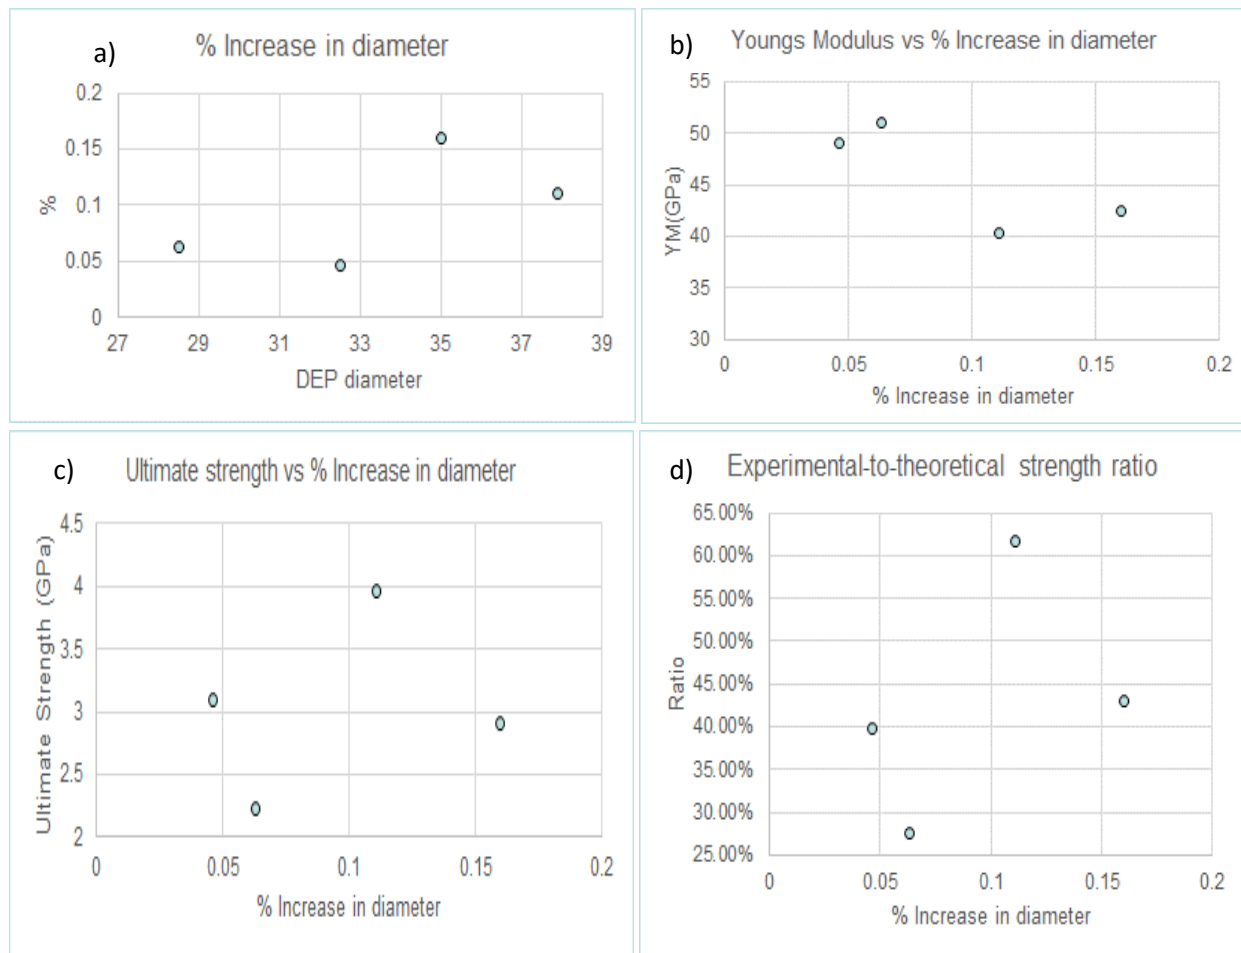 a)
% Increase in diameter
%
0.2
0.15
0.1
0.05
0
27 29 31 33 35 37 39
DEP diameter
b)
Youngs Modulus vs % Increase in diameter
YM(GPa)
55
50
45
40
35
30
0 0.05 0.1 0.15 0.2
% Increase in diameter
c)
Ultimate strength vs % Increase in diameter
Ultimate Strength (GPa)
4.5
4
3.5
3
2.5
2
0 0.05 0.1 0.15 0.2
% Increase in diameter
d)
Experimental-to-theoretical strength ratio
Ratio
65.00%
60.00%
55.00%
50.00%
45.00%
40.00%
35.00%
30.00%
25.00%
0 0.05 0.1 0.15 0.2
% Increase in diameter